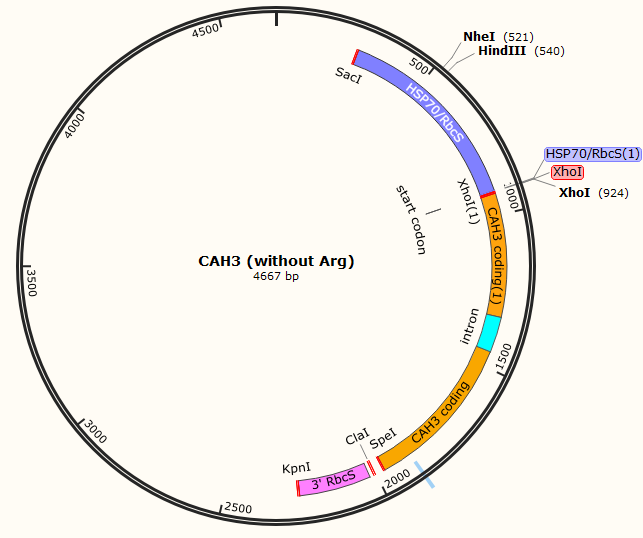 4500
500
NheI (521)
HindIII (540)
SacI
HSP70/RbcS
4000
HSP70/RbcS(1)
XhoI
XhoI (924)
1000
XhoI(1)
start codon
CAH3 coding(1)
CAH3 (without Arg)
4667 bp
3500
intron
1500
CAH3 coding
3000
ClaI
SpeI
KpnI
3' RbcS
2000
2500